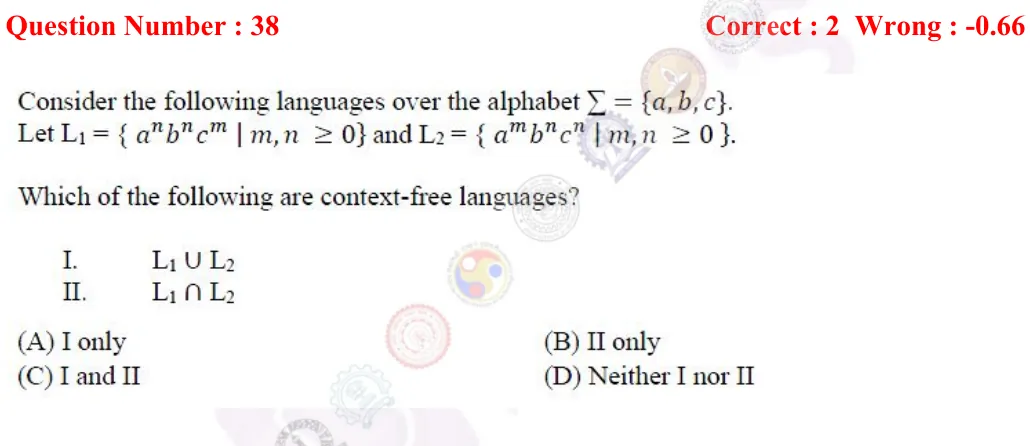 Question Number : 38 Correct : 2 Wrong : -0.66
Consider the following languages over the alphabet ∑ = {a, b, c}.
Let L₁ = { aⁿbⁿcᵐ | m, n ≥ 0} and L₂ = { aᵐbⁿcⁿ | m, n ≥ 0 }.
Which of the following are context-free languages?
I. L₁ ∪ L₂
II. L₁ ∩ L₂
(A) I only (B) II only
(C) I and II (D) Neither I nor II